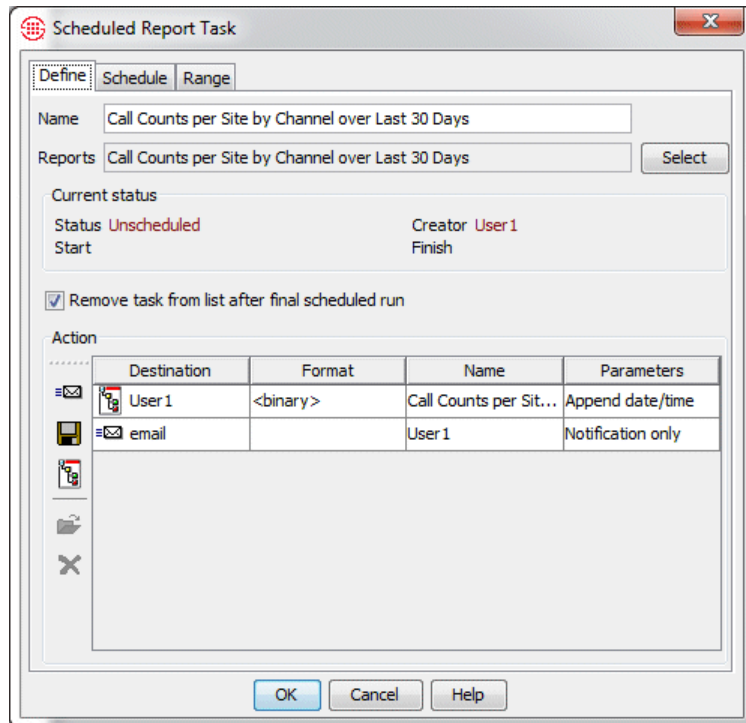 Scheduled Report Task
Define Schedule Range
Name Call Counts per Site by Channel over Last 30 Days
Reports Call Counts per Site by Channel over Last 30 Days Select
Current status
Status Unscheduled Creator User1
Start Finish
Remove task from list after final scheduled run
Action
Destination Format Name Parameters
User1 <binary> Call Counts per Sit... Append date/time
email User1 Notification only
OK Cancel Help